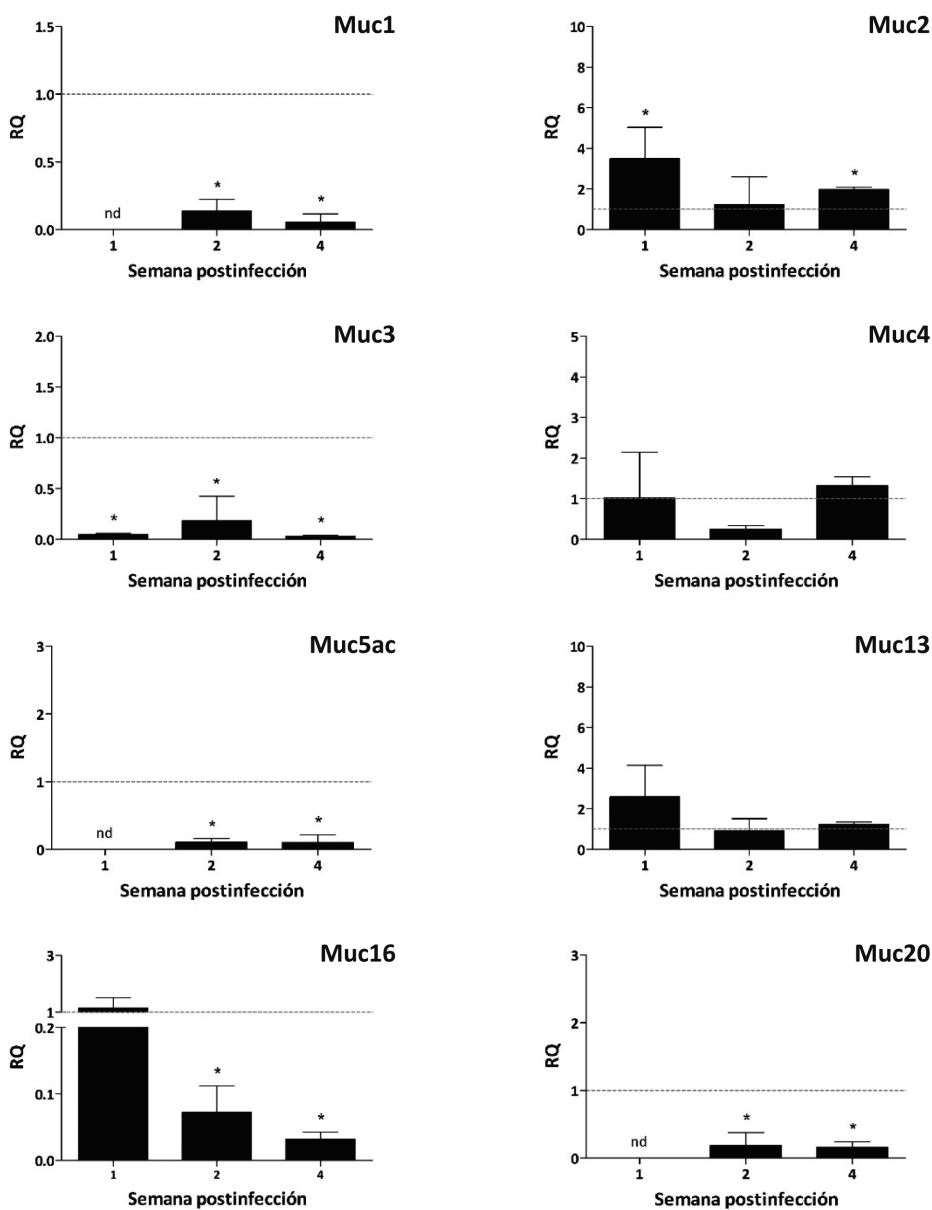 Muc1
1.5
1.0
0.5
0.0
RQ
nd
*
*
1 2 4
Semana postinfección
Muc2
10
8
6
4
2
0
RQ
*
*
1 2 4
Semana postinfección
Muc3
2.0
1.5
1.0
0.5
0.0
RQ
*
*
*
1 2 4
Semana postinfección
Muc4
5
4
3
2
1
0
RQ
1 2 4
Semana postinfección
Muc5ac
3
2
1
0
RQ
nd
*
*
1 2 4
Semana postinfección
Muc13
10
8
6
4
2
0
RQ
1 2 4
Semana postinfección
Muc16
3
1
0.2
0.1
0.0
RQ
*
*
1 2 4
Semana postinfección
Muc20
3
2
1
0
RQ
nd
*
*
1 2 4
Semana postinfección